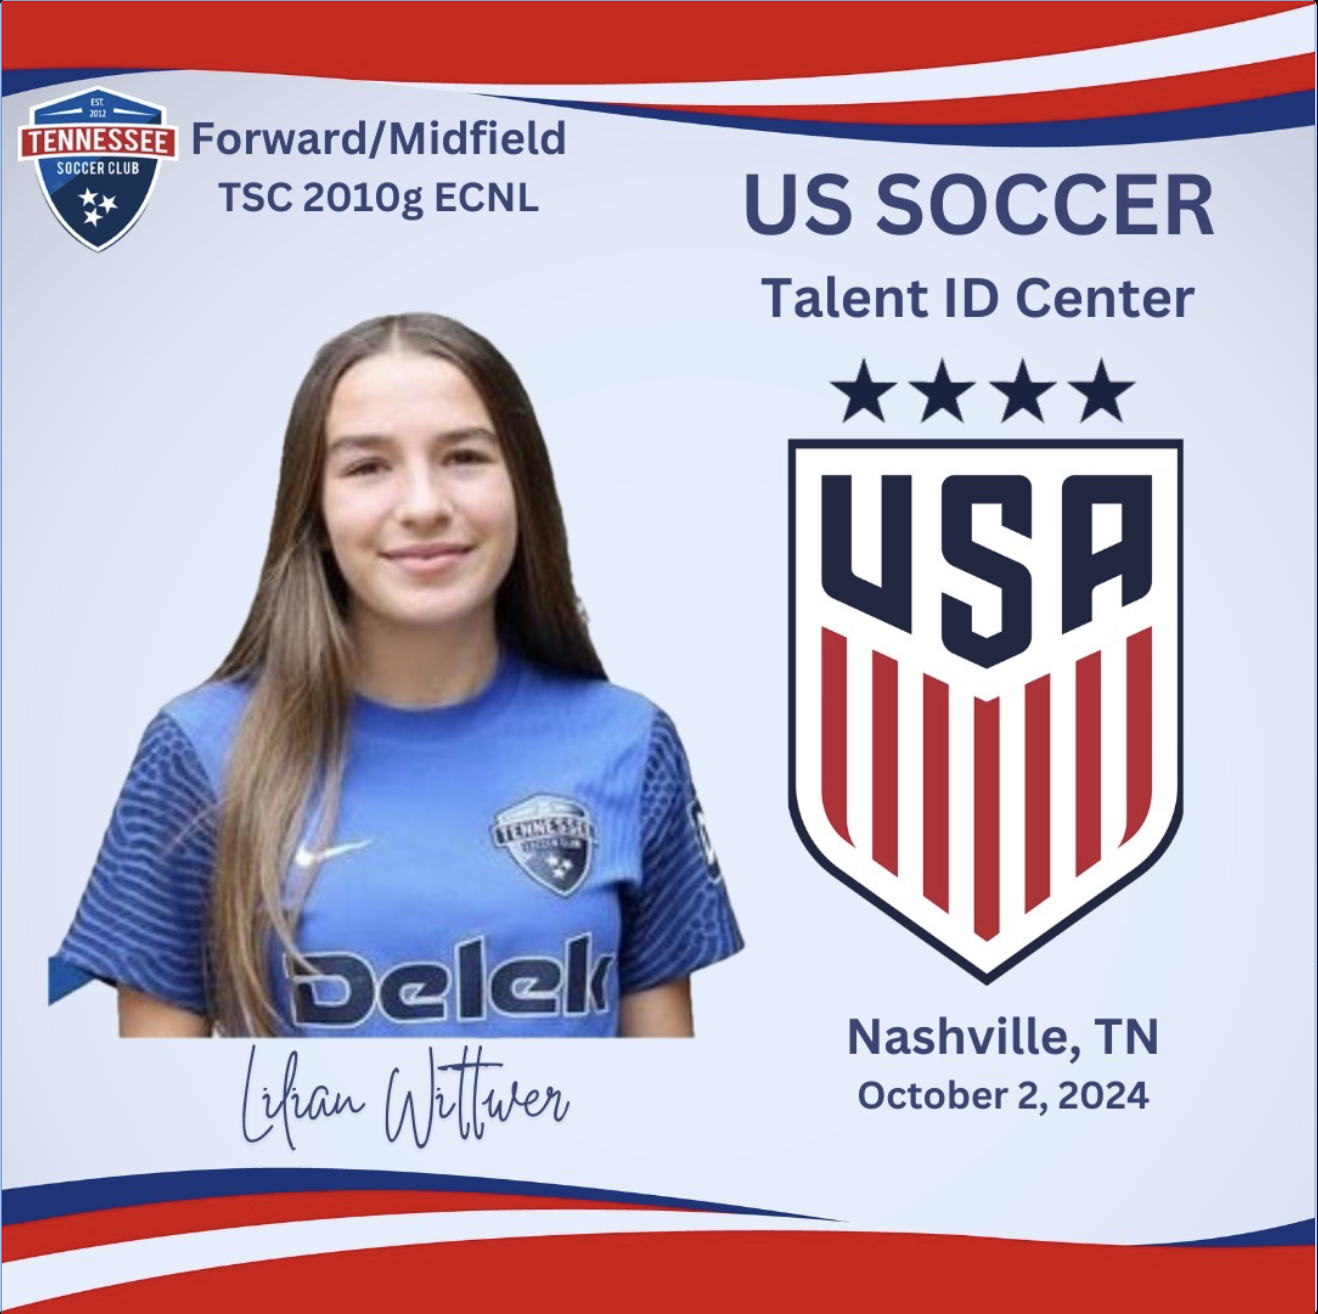 EST.
2012
TENNESSEE
SOCCER CLUB
Forward/Midfield
TSC 2010g ECNL
US SOCCER
Talent ID Center
USA
TENNESSEE
SOCCER CLUB
Delek
Lilian Wittwer
Nashville, TN
October 2, 2024